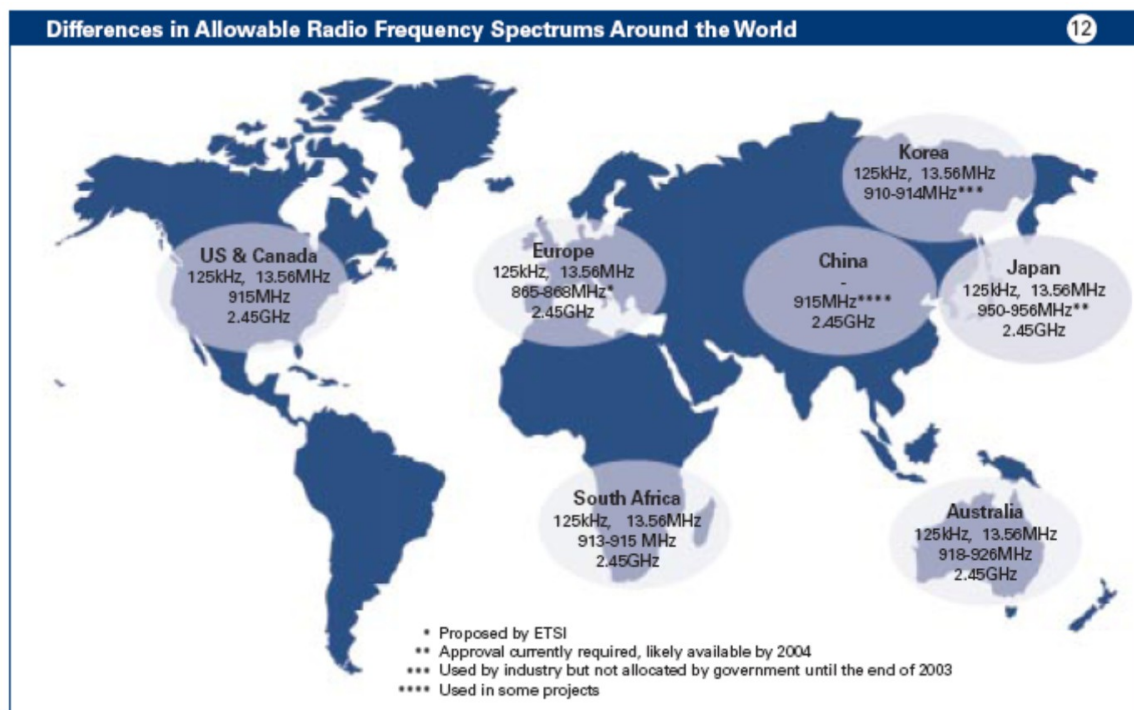 Differences in Allowable Radio Frequency Spectrums Around the World
12
Korea
125kHz, 13.56MHz
910-914MHz***
US & Canada
125kHz, 13.56MHz
915MHz
2.45GHz
Europe
125kHz, 13.56MHz
865-868MHz*
2.45GHz
China
-
915MHz****
2.45GHz
Japan
125kHz, 13.56MHz
950-956MHz**
2.45GHz
South Africa
125kHz, 13.56MHz
913-915 MHz
2.45GHz
Australia
125kHz, 13.56MHz
918-926MHz
2.45GHz
* Proposed by ETSI
** Approval currently required, likely available by 2004
*** Used by industry but not allocated by government until the end of 2003
**** Used in some projects